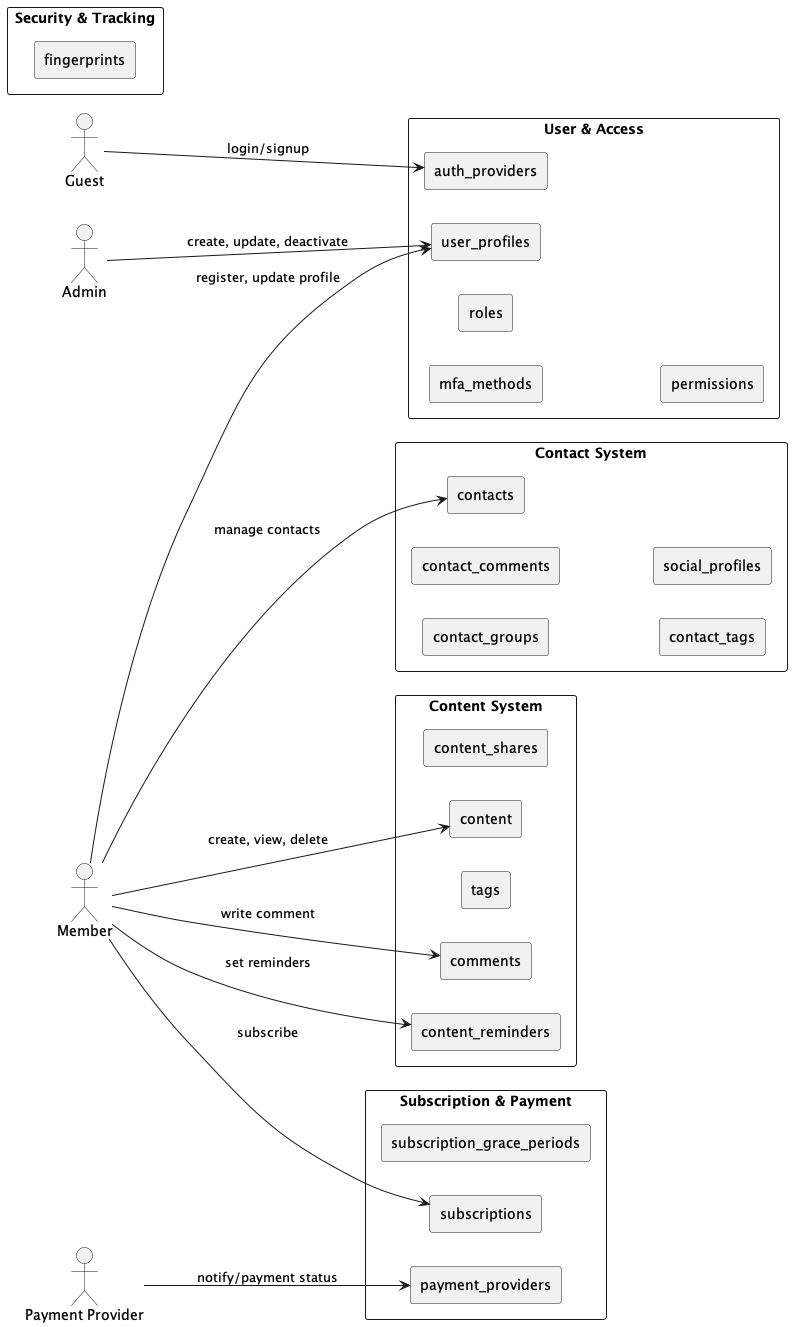 Security & Tracking
fingerprints
Guest
login/signup
User & Access
auth_providers
Admin
create, update, deactivate
register, update profile
user_profiles
roles
mfa_methods
permissions
Contact System
contacts
manage contacts
contact_comments
social_profiles
contact_groups
contact_tags
Content System
content_shares
create, view, delete
content
tags
Member
write comment
comments
set reminders
content_reminders
subscribe
Subscription & Payment
subscription_grace_periods
subscriptions
Payment Provider
notify/payment status
payment_providers